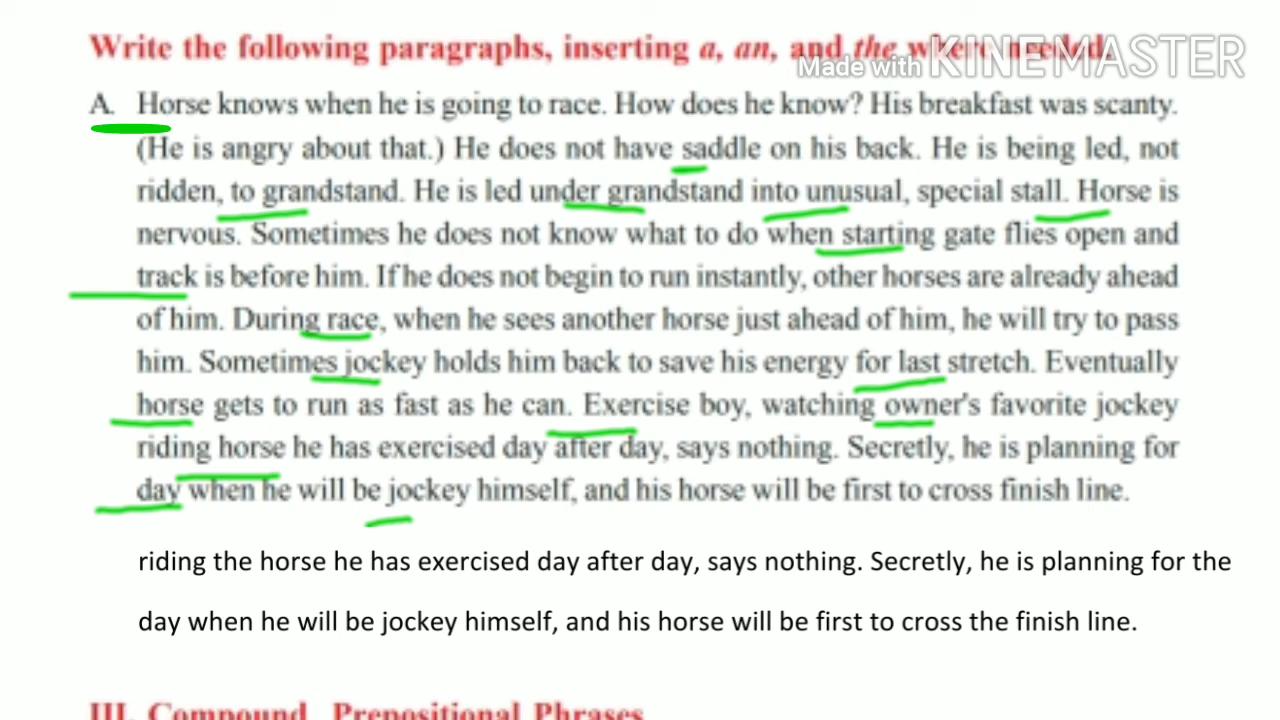 Write the following paragraphs, inserting a, an, and the where needed.
Made with KINEMASTER
A. Horse knows when he is going to race. How does he know? His breakfast was scanty.
(He is angry about that.) He does not have saddle on his back. He is being led, not
ridden, to grandstand. He is led under grandstand into unusual, special stall. Horse is
nervous. Sometimes he does not know what to do when starting gate flies open and
track is before him. If he does not begin to run instantly, other horses are already ahead
of him. During race, when he sees another horse just ahead of him, he will try to pass
him. Sometimes jockey holds him back to save his energy for last stretch. Eventually
horse gets to run as fast as he can. Exercise boy, watching owner's favorite jockey
riding horse he has exercised day after day, says nothing. Secretly, he is planning for
day when he will be jockey himself, and his horse will be first to cross finish line.
riding the horse he has exercised day after day, says nothing. Secretly, he is planning for the
day when he will be jockey himself, and his horse will be first to cross the finish line.
III. Compound Prepositional Phrases